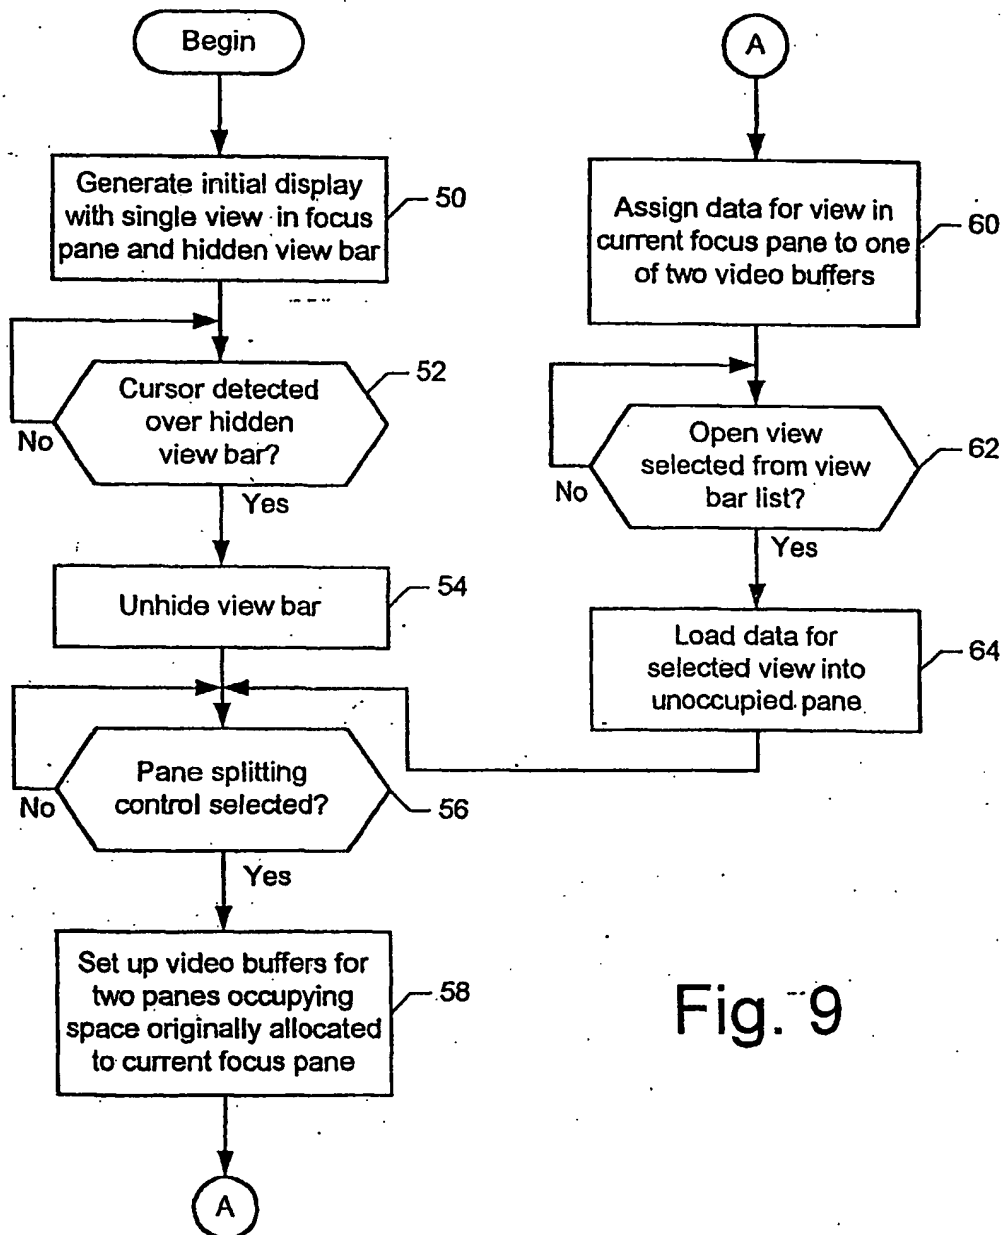 Begin
Generate initial display
with single view in focus
pane and hidden view bar
50
Cursor detected
over hidden
view bar?
52
No
Yes
Unhide view bar
54
Pane splitting
control selected?
56
No
Yes
Set up video buffers for
two panes occupying
space originally allocated
to current focus pane
58
A
A
Assign data for view in
current focus pane to one
of two video buffers
60
Open view
selected from view
bar list?
62
No
Yes
Load data for
selected view into
unoccupied pane
64
Fig. 9